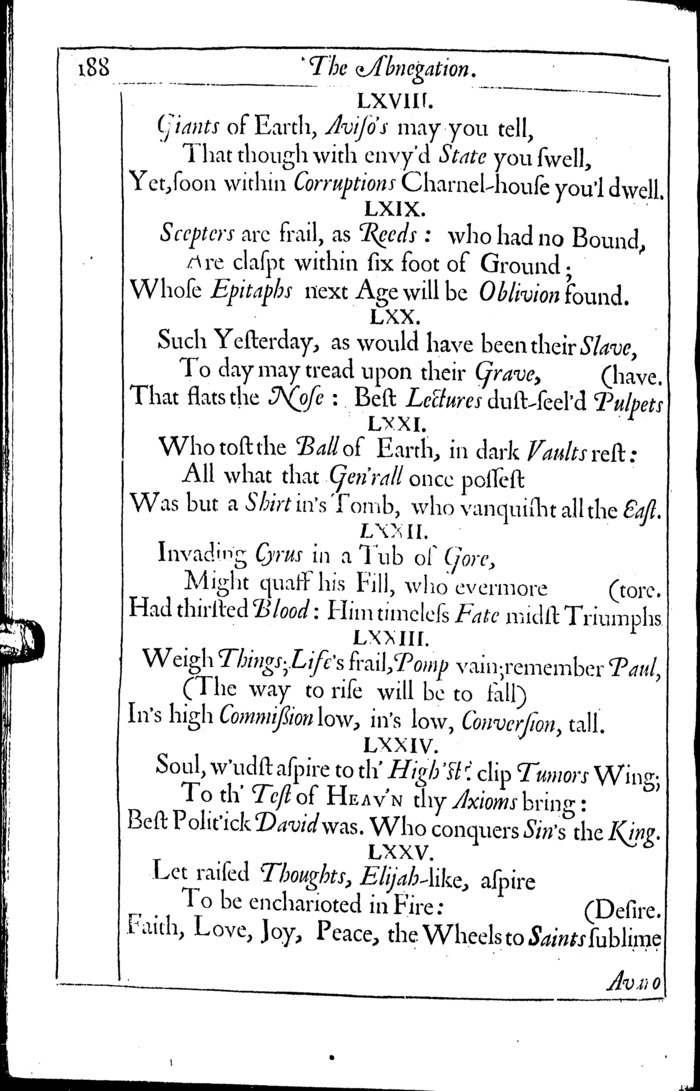 188 The Abnegation.
LXVIII.
Giants of Earth, Aviſo's may you tell,
That though with envy'd State you ſwell,
Yet,ſoon within Corruptions Charnel-houſe you'l dwell.
LXIX.
Scepters are frail, as Reeds: who had no Bound,
Are claſpt within ſix foot of Ground;
Whoſe Epitaphs next Age will be Oblivion found.
LXX.
Such Yeſterday, as would have been their Slave,
To day may tread upon their Grave, (have.
That flats the Noſe: Beſt Lectures duſt-ſeel'd Pulpets
LXXI.
Who toſt the Ball of Earth, in dark Vaults reſt:
All what that Gen'rall once poſſeſt
Was but a Shirt in's Tomb, who vanquiſht all the Eaſt.
LXXII.
Invading Cyrus in a Tub of Gore,
Might quaff his Fill, who evermore (tore.
Had thirſted Blood: Him timeleſs Fate midſt Triumphs
LXXIII.
Weigh Things; Life's frail, Pomp vain; remember Paul,
(The way to riſe will be to fall)
In's high Commiſſion low, in's low, Converſion, tall.
LXXIV.
Soul, w'udſt aſpire to th' High'ſt? clip Tumors Wing;
To th' Teſt of HEAV'N thy Axioms bring:
Beſt Polit'ick David was. Who conquers Sin's the King.
LXXV.
Let raiſed Thoughts, Elijah-like, aſpire
To be encharioted in Fire: (Deſire.
Faith, Love, Joy, Peace, the Wheels to Saints ſublime